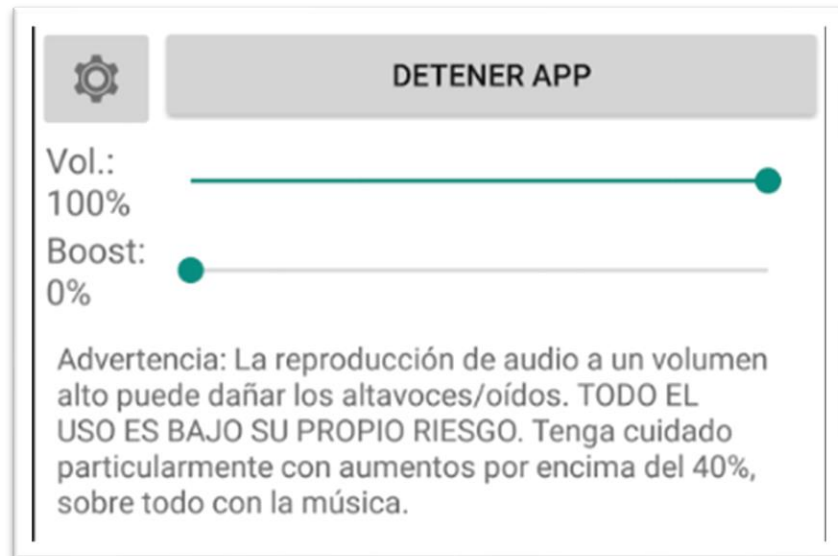 DETENER APP
Vol.:
100%
Boost:
0%
Advertencia: La reproducción de audio a un volumen
alto puede dañar los altavoces/oídos. TODO EL
USO ES BAJO SU PROPIO RIESGO. Tenga cuidado
particularmente con aumentos por encima del 40%,
sobre todo con la música.